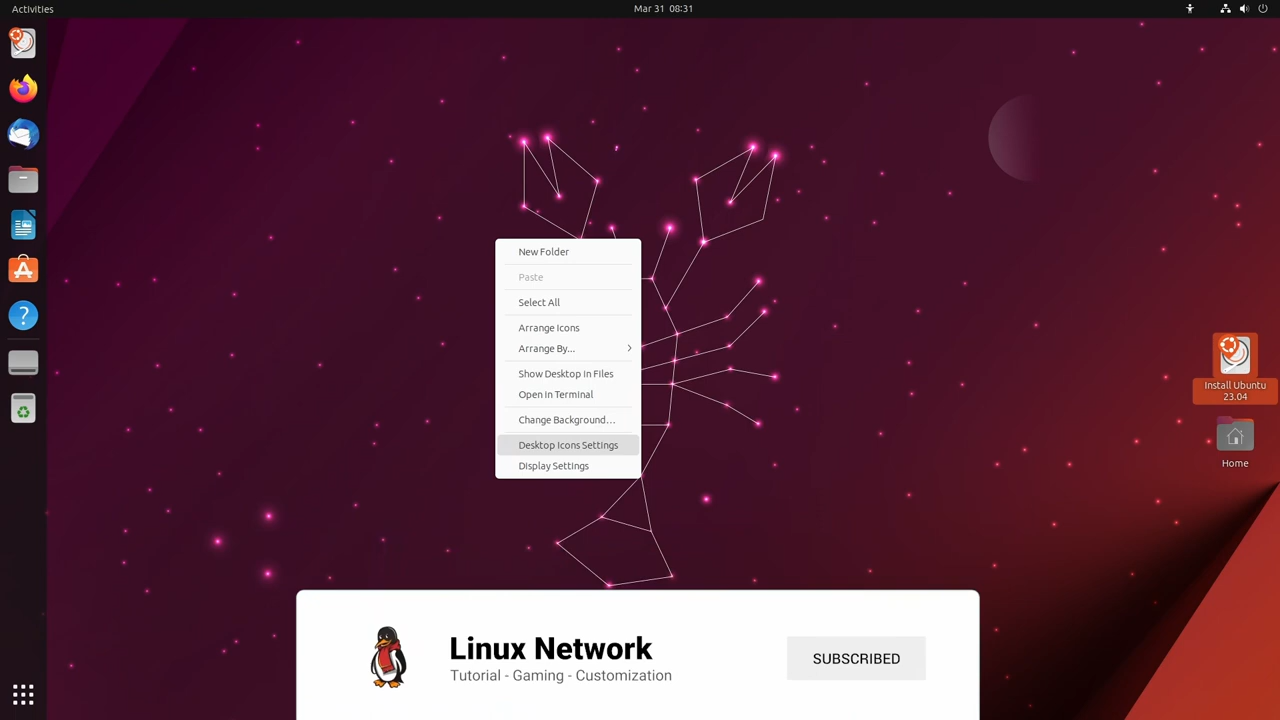 Activities
Mar 31 08:31
New Folder
Paste
Select All
Arrange Icons
Arrange By...
Show Desktop in Files
Open in Terminal
Change Background…
Desktop Icons Settings
Display Settings
Install Ubuntu
23.04
Home
Linux Network
Tutorial - Gaming - Customization
SUBSCRIBED